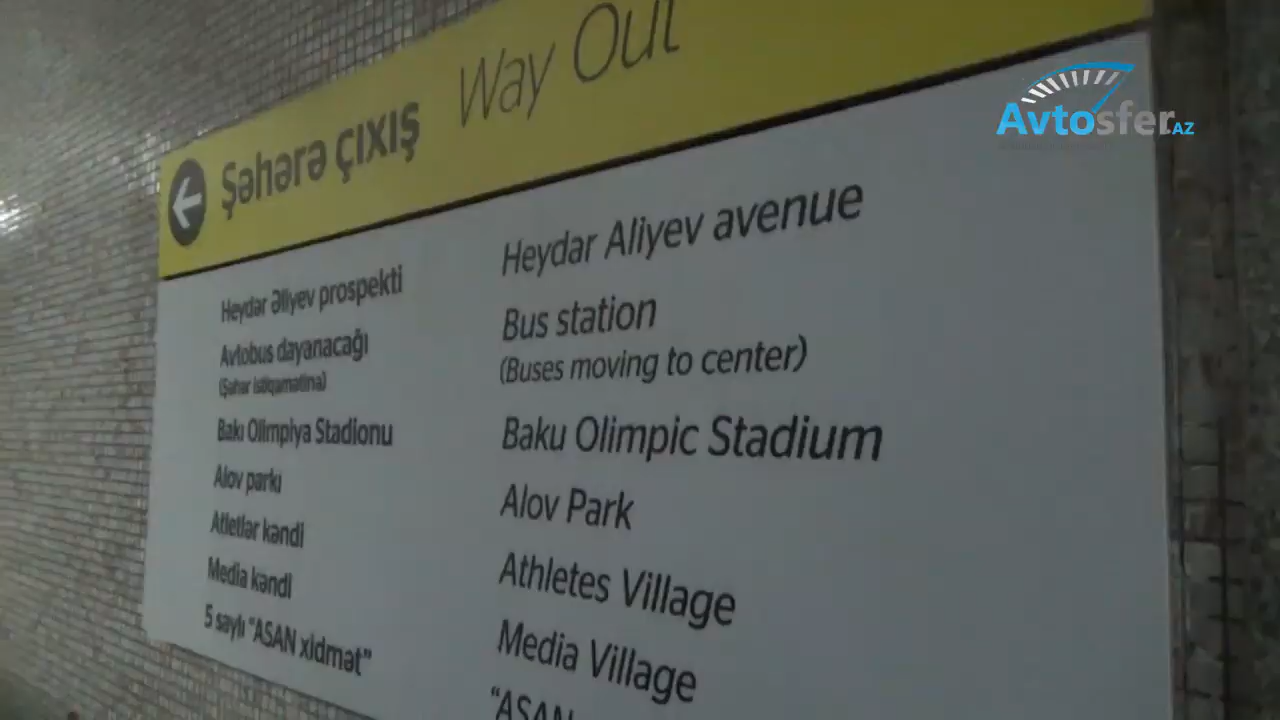 Şəhərə çıxış Way Out
Heydər Əliyev prospekti
Avtobus dayanacağı
(Şəhər istiqamətinə)
Bakı Olimpiya Stadionu
Alov parkı
Atletlər kəndi
Media kəndi
5 saylı "ASAN xidmət"
Heydar Aliyev avenue
Bus station
(Buses moving to center)
Baku Olimpic Stadium
Alov Park
Athletes Village
Media Village
"ASAN
Avtosfer.AZ